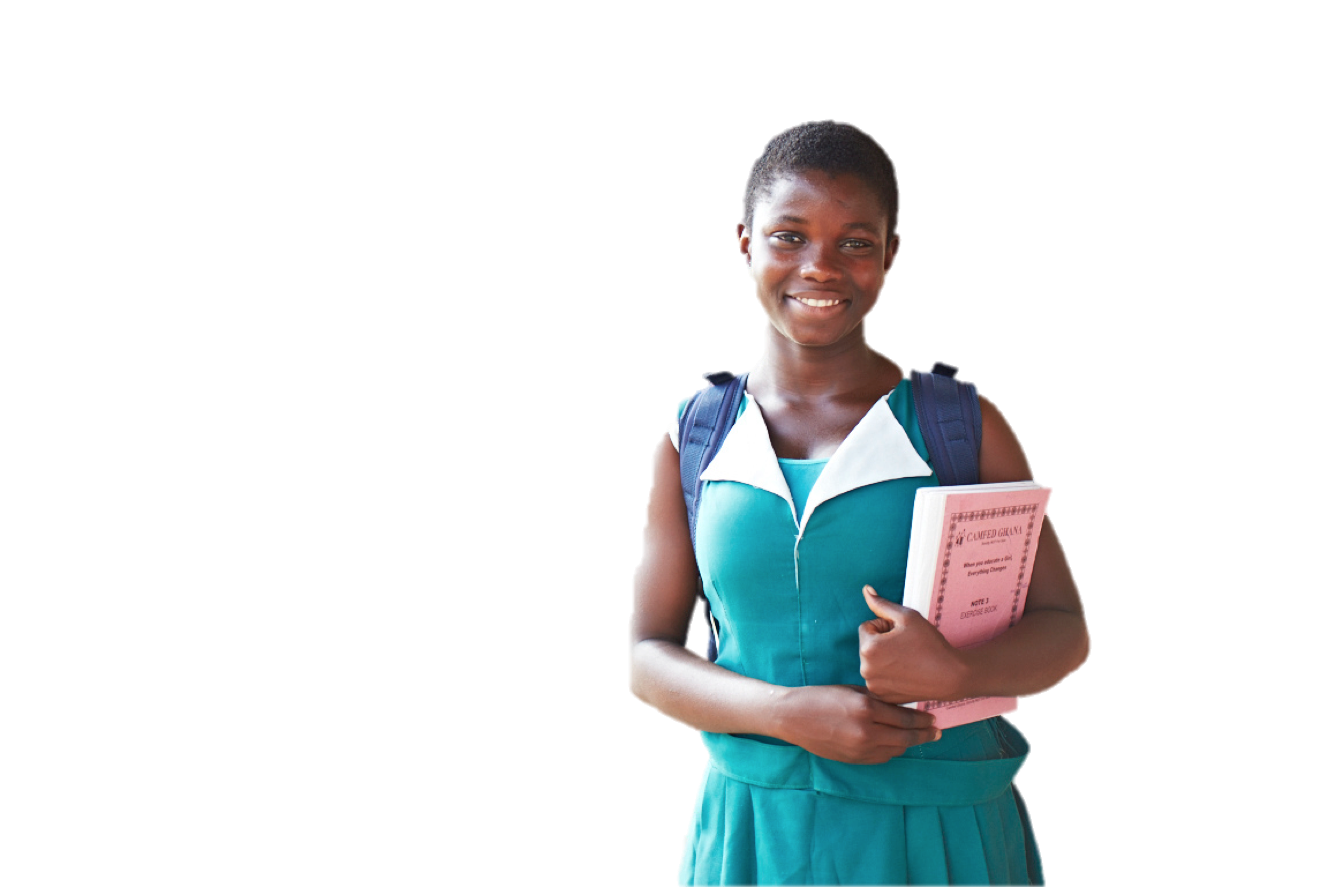 CAMFED GHANA
When you educate a Girl,
Everything Changes
NOTE 3
EXERCISE BOOK